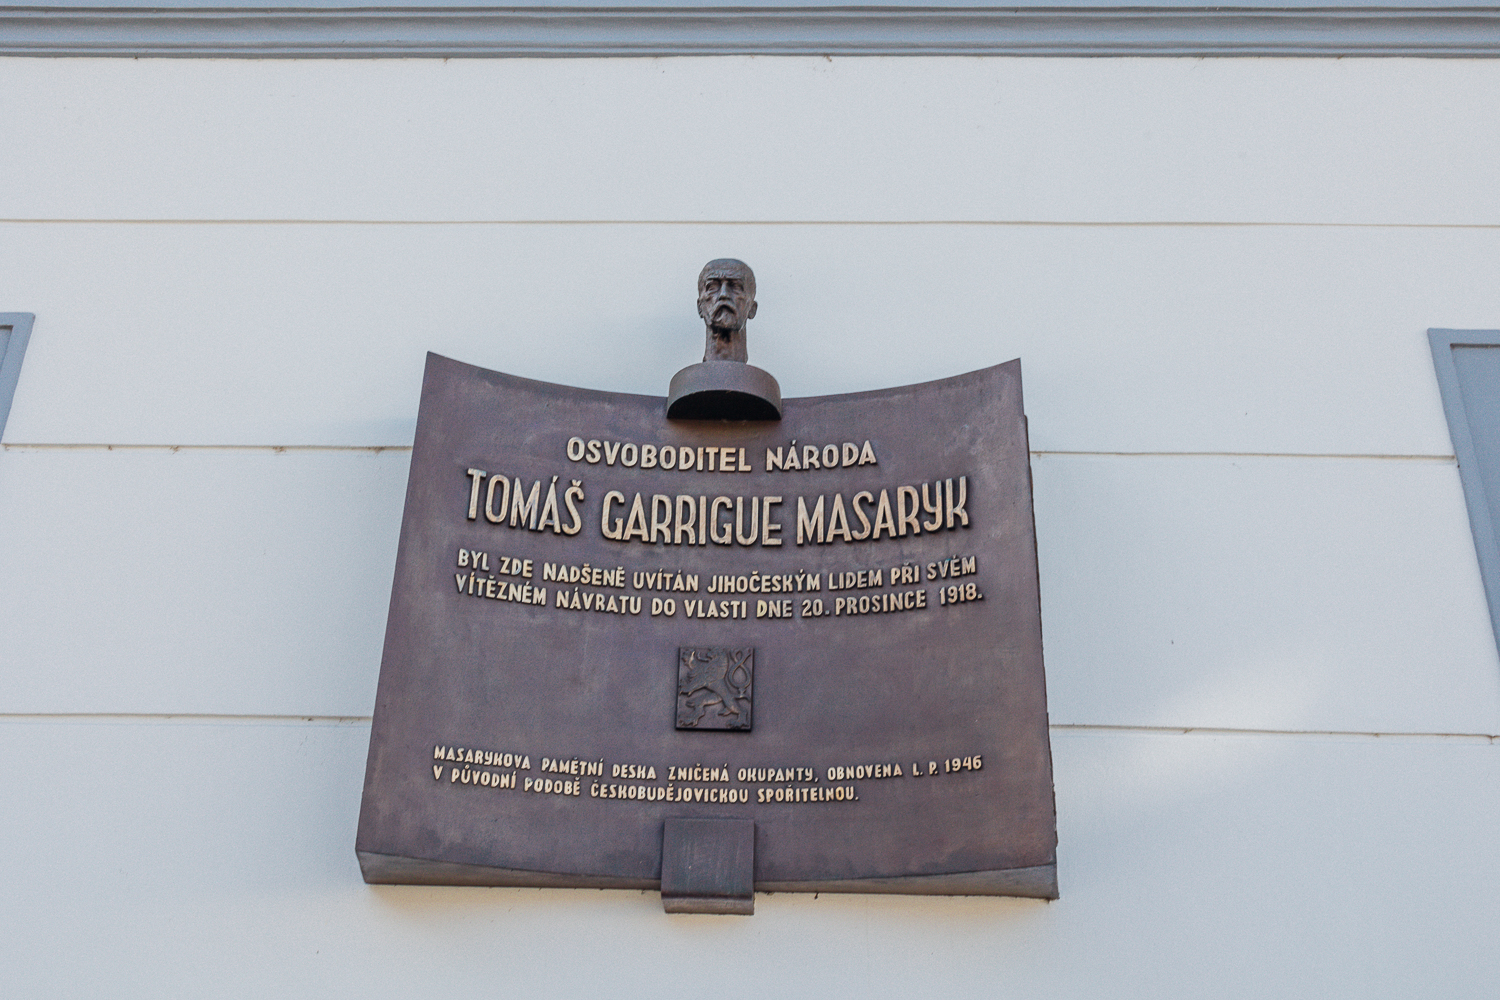 OSVOBODITEL NÁRODA
TOMÁŠ GARRIGUE MASARYK
BYL ZDE NADŠENĚ UVÍTÁN JIHOČESKÝM LIDEM PŘI SVÉM
VÍTĚZNÉM NÁVRATU DO VLASTI DNE 20. PROSINCE 1918.
MASARYKOVA PAMĚTNÍ DESKA ZNIČENÁ OKUPANTY, OBNOVENA L. P. 1946
V PŮVODNÍ PODOBĚ ČESKOBUDĚJOVICKOU SPOŘITELNOU.